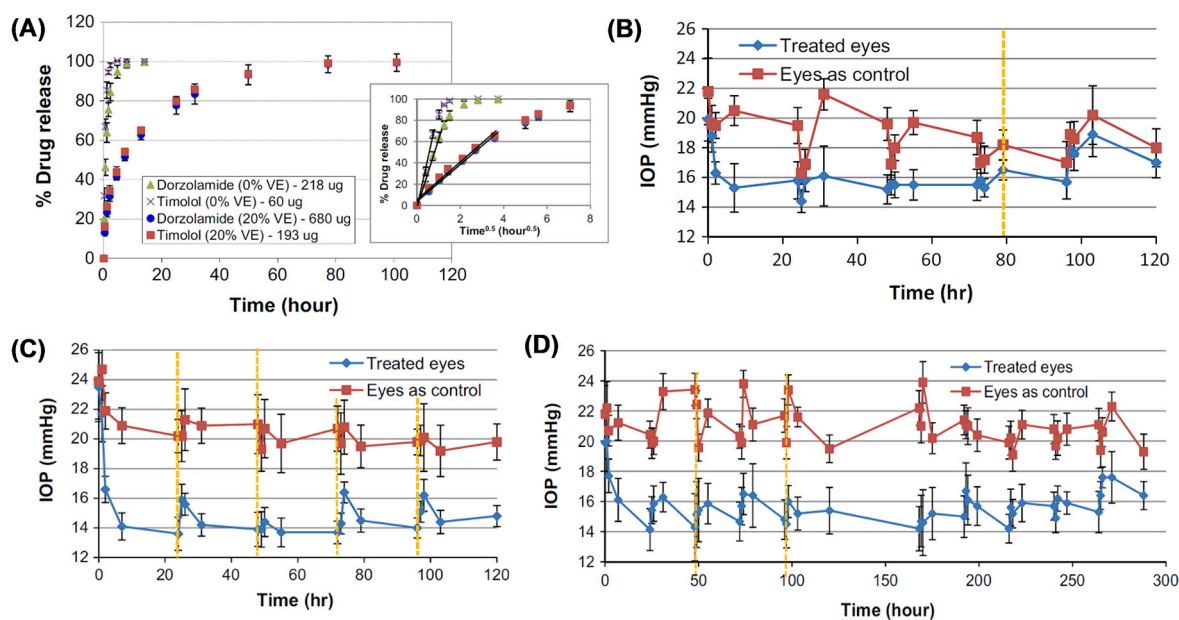 (A)
120
100
80
60
40
20
0
% Drug release
Dorzolamide (0% VE) - 218 ug
Timolol (0% VE) - 60 ug
Dorzolamide (20% VE) - 680 ug
Timolol (20% VE) - 193 ug
0 20 40 60 80 100 120
Time (hour)
100
80
60
40
20
0
% Drug release
0 2 4 6 8
Time^0.5 (hour^0.5)
(B)
26
24
22
20
18
16
14
12
IOP (mmHg)
Treated eyes
Eyes as control
0 20 40 60 80 100 120
Time (hr)
(C)
26
24
22
20
18
16
14
12
IOP (mmHg)
Treated eyes
Eyes as control
0 20 40 60 80 100 120
Time (hr)
(D)
26
24
22
20
18
16
14
12
IOP (mmHg)
Treated eyes
Eyes as control
0 50 100 150 200 250 300
Time (hour)